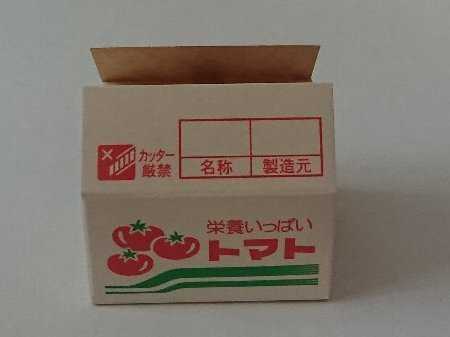 カッター
厳禁
名称 製造元
栄養いっぱい
トマト